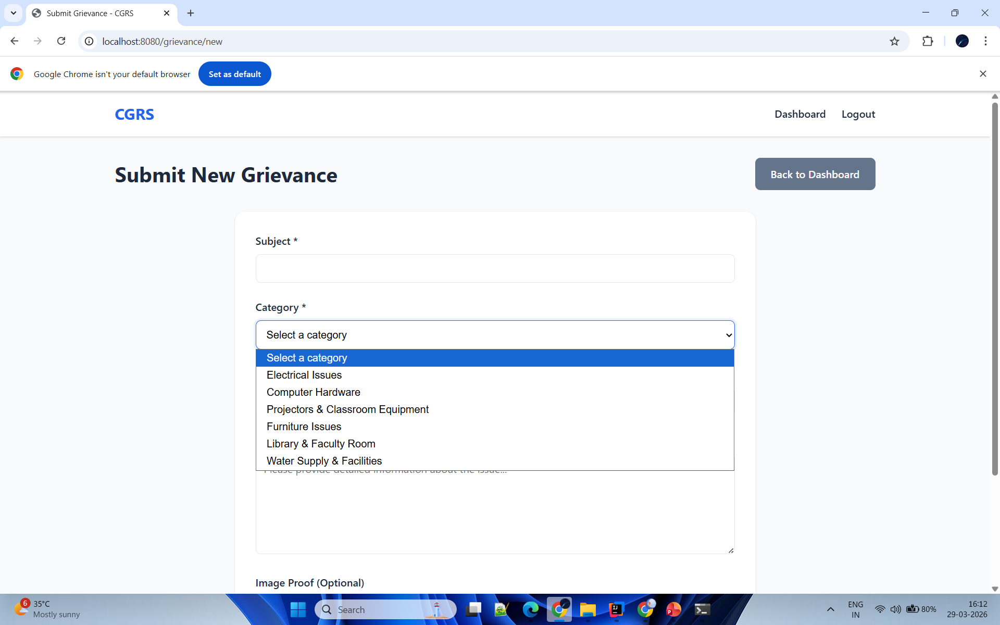 Submit Grievance - CGRS
localhost:8080/grievance/new
Google Chrome isn't your default browser
Set as default
CGRS
Dashboard
Logout
Submit New Grievance
Back to Dashboard
Subject *
Category *
Select a category
Select a category
Electrical Issues
Computer Hardware
Projectors & Classroom Equipment
Furniture Issues
Library & Faculty Room
Water Supply & Facilities
Please provide detailed information about the issue...
Image Proof (Optional)
6
35°C
Mostly sunny
Search
ENG
IN
80%
16:12
29-03-2026